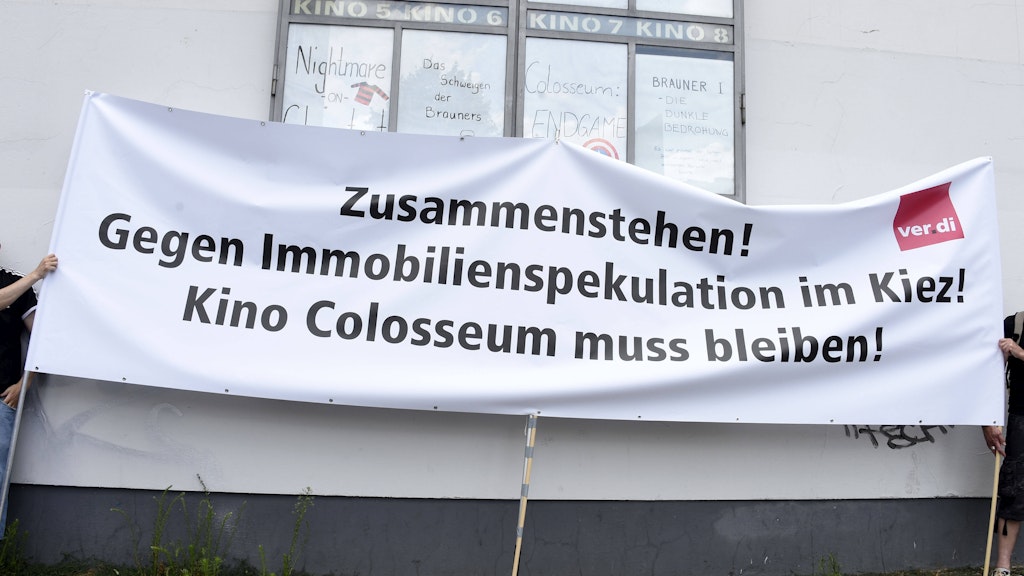 KINO 5 KINO 6 KINO 7 KINO 8
Nightmare
-ON-
Das
Schweigen
der
Brauners
Colosseum:
ENDGAME
BRAUNER I
- DIE
DUNKLE
BEDROHUNG
Zusammenstehen!
Gegen Immobilienspekulation im Kiez!
Kino Colosseum muss bleiben!
ver.di